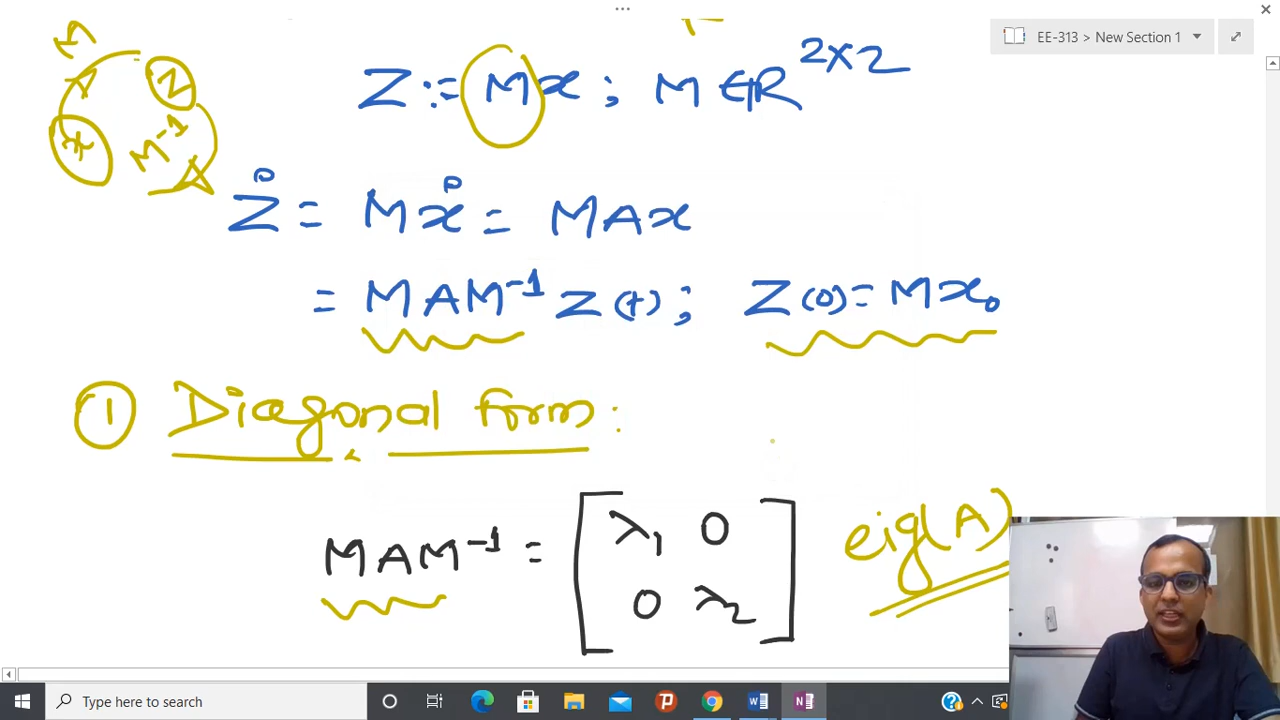 EE-313 > New Section 1
M
Z
x
M⁻¹
Z := Mx ; M ∈ R^{2×2}
Ż = Mẋ = MAx
= MAM⁻¹ Z(t); Z(0) = Mx₀
① Diagonal form:
MAM⁻¹ = [λ₁ 0
0 λ₂]
eig(A)
Type here to search